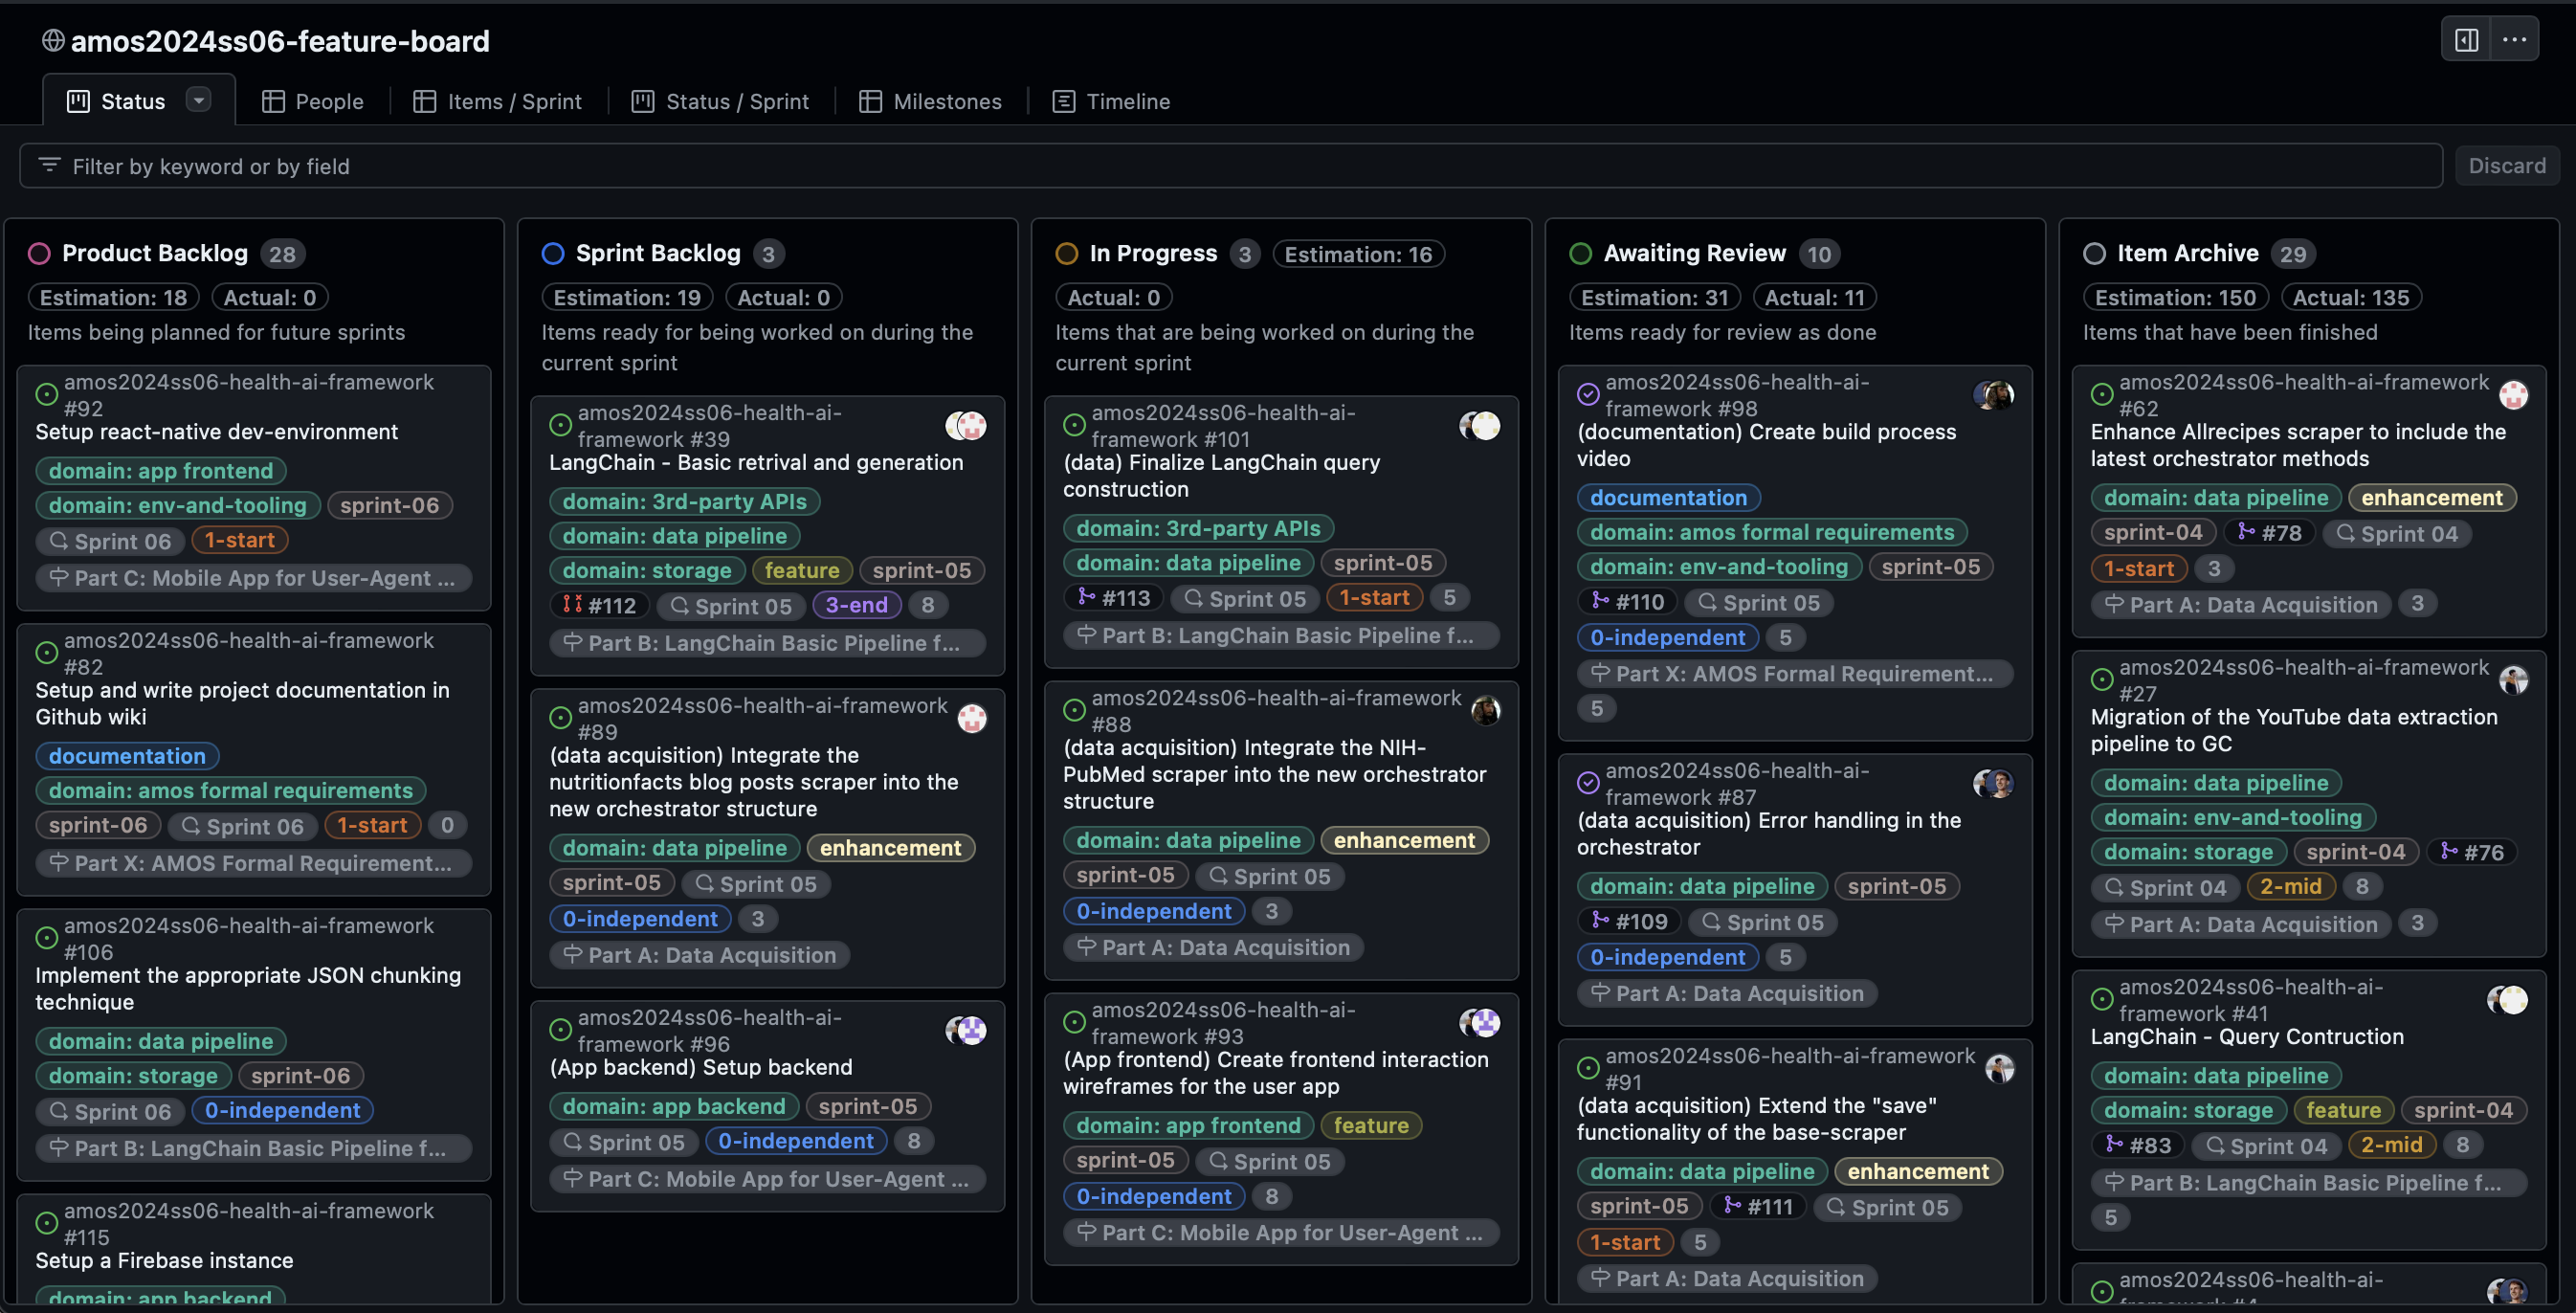 amos2024ss06-feature-board
Status
People
Items / Sprint
Status / Sprint
Milestones
Timeline
Filter by keyword or by field
Discard
Product Backlog 28
Estimation: 18 Actual: 0
Items being planned for future sprints
amos2024ss06-health-ai-framework
#92
Setup react-native dev-environment
domain: app frontend
domain: env-and-tooling sprint-06
Sprint 06 1-start
Part C: Mobile App for User-Agent ...
amos2024ss06-health-ai-framework
#82
Setup and write project documentation in
Github wiki
documentation
domain: amos formal requirements
sprint-06 Sprint 06 1-start 0
Part X: AMOS Formal Requirement...
amos2024ss06-health-ai-framework
#106
Implement the appropriate JSON chunking
technique
domain: data pipeline
domain: storage sprint-06
Sprint 06 0-independent
Part B: LangChain Basic Pipeline f...
amos2024ss06-health-ai-framework
#115
Setup a Firebase instance
domain: app backend
Sprint Backlog 3
Estimation: 19 Actual: 0
Items ready for being worked on during the
current sprint
amos2024ss06-health-ai-
framework #39
LangChain - Basic retrival and generation
domain: 3rd-party APIs
domain: data pipeline
domain: storage feature sprint-05
#112 Sprint 05 3-end 8
Part B: LangChain Basic Pipeline f...
amos2024ss06-health-ai-framework
#89
(data acquisition) Integrate the
nutritionfacts blog posts scraper into the
new orchestrator structure
domain: data pipeline enhancement
sprint-05 Sprint 05
0-independent 3
Part A: Data Acquisition
amos2024ss06-health-ai-
framework #96
(App backend) Setup backend
domain: app backend sprint-05
Sprint 05 0-independent 8
Part C: Mobile App for User-Agent ...
In Progress 3 Estimation: 16
Actual: 0
Items that are being worked on during the
current sprint
amos2024ss06-health-ai-
framework #101
(data) Finalize LangChain query
construction
domain: 3rd-party APIs
domain: data pipeline sprint-05
#113 Sprint 05 1-start 5
Part B: LangChain Basic Pipeline f...
amos2024ss06-health-ai-framework
#88
(data acquisition) Integrate the NIH-
PubMed scraper into the new orchestrator
structure
domain: data pipeline enhancement
sprint-05 Sprint 05
0-independent 3
Part A: Data Acquisition
amos2024ss06-health-ai-
framework #93
(App frontend) Create frontend interaction
wireframes for the user app
domain: app frontend feature
sprint-05 Sprint 05
0-independent 8
Part C: Mobile App for User-Agent ...
Awaiting Review 10
Estimation: 31 Actual: 11
Items ready for review as done
amos2024ss06-health-ai-
framework #98
(documentation) Create build process
video
documentation
domain: amos formal requirements
domain: env-and-tooling sprint-05
#110 Sprint 05
0-independent 5
Part X: AMOS Formal Requirement...
5
amos2024ss06-health-ai-
framework #87
(data acquisition) Error handling in the
orchestrator
domain: data pipeline sprint-05
#109 Sprint 05
0-independent 5
Part A: Data Acquisition
amos2024ss06-health-ai-framework
#91
(data acquisition) Extend the "save"
functionality of the base-scraper
domain: data pipeline enhancement
sprint-05 #111 Sprint 05
1-start 5
Part A: Data Acquisition
Item Archive 29
Estimation: 150 Actual: 135
Items that have been finished
amos2024ss06-health-ai-framework
#62
Enhance Allrecipes scraper to include the
latest orchestrator methods
domain: data pipeline enhancement
sprint-04 #78 Sprint 04
1-start 3
Part A: Data Acquisition 3
amos2024ss06-health-ai-framework
#27
Migration of the YouTube data extraction
pipeline to GC
domain: data pipeline
domain: env-and-tooling
domain: storage sprint-04 #76
Sprint 04 2-mid 8
Part A: Data Acquisition 3
amos2024ss06-health-ai-
framework #41
LangChain - Query Contruction
domain: data pipeline
domain: storage feature sprint-04
#83 Sprint 04 2-mid 8
Part B: LangChain Basic Pipeline f...
5
amos2024ss06-health-ai-